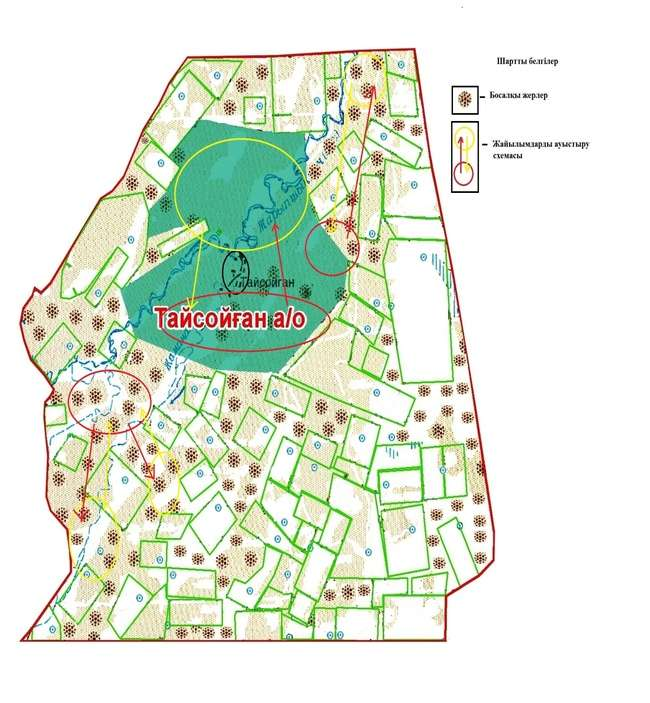 Шартты белгілер
Босалқы жерлер
Жайылымдарды ауыстыру
схемасы
Тайсойған
Тайсойған а/о